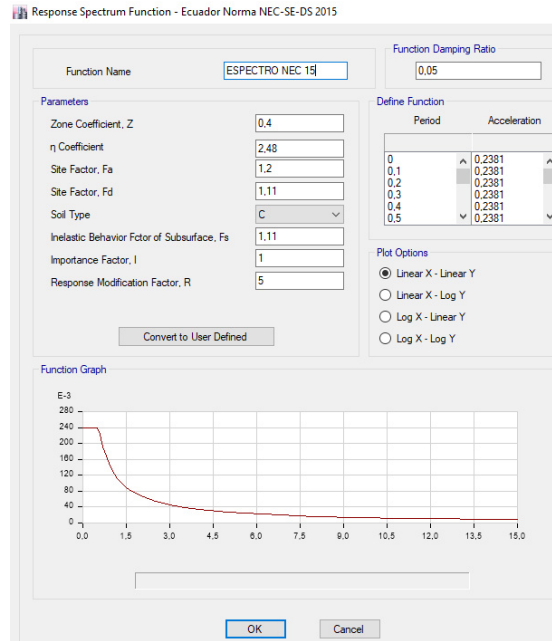 Response Spectrum Function - Ecuador Norma NEC-SE-DS 2015
Function Name
ESPECTRO NEC 15
Function Damping Ratio
0,05
Parameters
Zone Coefficient, Z
0,4
η Coefficient
2,48
Site Factor, Fa
1,2
Site Factor, Fd
1,11
Soil Type
C
Inelastic Behavior Fctor of Subsurface, Fs
1,11
Importance Factor, I
1
Response Modification Factor, R
5
Convert to User Defined
Define Function
Period Acceleration
0 0,2381
0,1 0,2381
0,2 0,2381
0,3 0,2381
0,4 0,2381
0,5 0,2381
Plot Options
Linear X - Linear Y
Linear X - Log Y
Log X - Linear Y
Log X - Log Y
Function Graph
E-3
280
240
200
160
120
80
40
0
0,0 1,5 3,0 4,5 6,0 7,5 9,0 10,5 12,0 13,5 15,0
OK Cancel